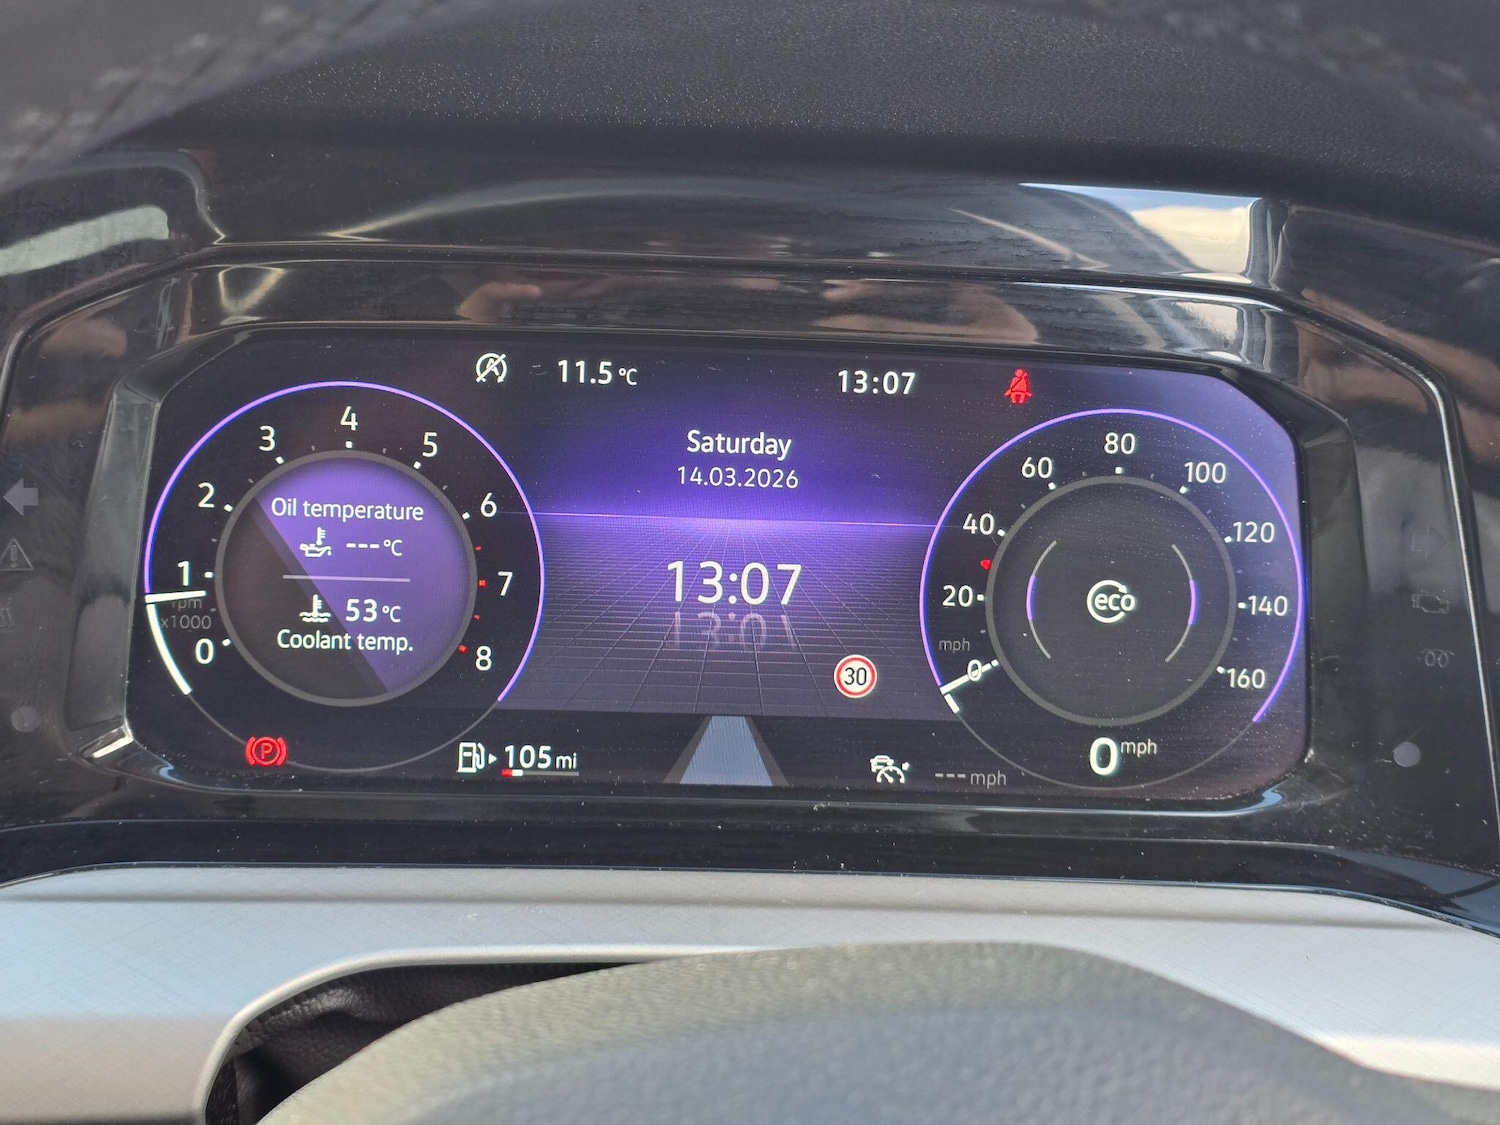 11.5 °C
13:07
Saturday
14.03.2026
13:07
30
0
1
2
3
4
5
6
7
8
rpm
x1000
Oil temperature
--- °C
53 °C
Coolant temp.
P
105 mi
--- mph
0
20
40
60
80
100
120
140
160
mph
eco
0 mph